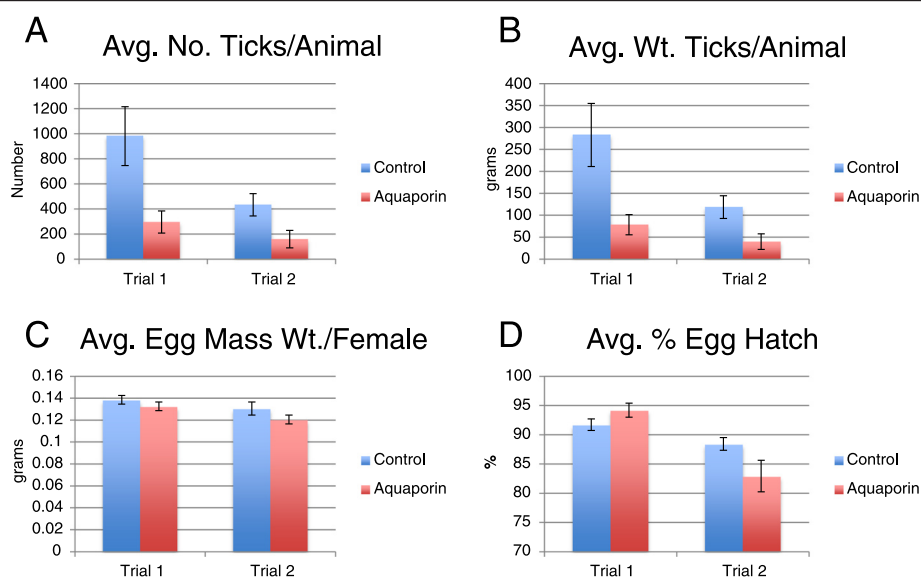 A Avg. No. Ticks/Animal
1400
1200
1000
800
600
400
200
0
Number
Trial 1 Trial 2
Control
Aquaporin
B Avg. Wt. Ticks/Animal
400
350
300
250
200
150
100
50
0
grams
Trial 1 Trial 2
Control
Aquaporin
C Avg. Egg Mass Wt./Female
0.16
0.14
0.12
0.1
0.08
0.06
0.04
0.02
0
grams
Trial 1 Trial 2
Control
Aquaporin
D Avg. % Egg Hatch
100
95
90
85
80
75
70
%
Trial 1 Trial 2
Control
Aquaporin